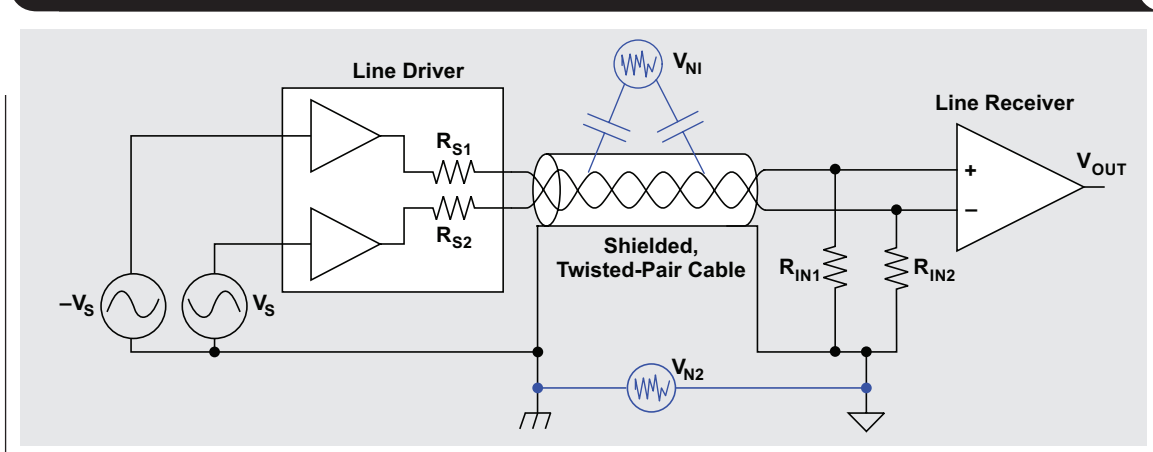 Line Driver
V_NI
Line Receiver
R_S1
V_OUT
+
–
R_S2
Shielded,
Twisted-Pair Cable
R_IN1
R_IN2
–V_S
V_S
V_N2